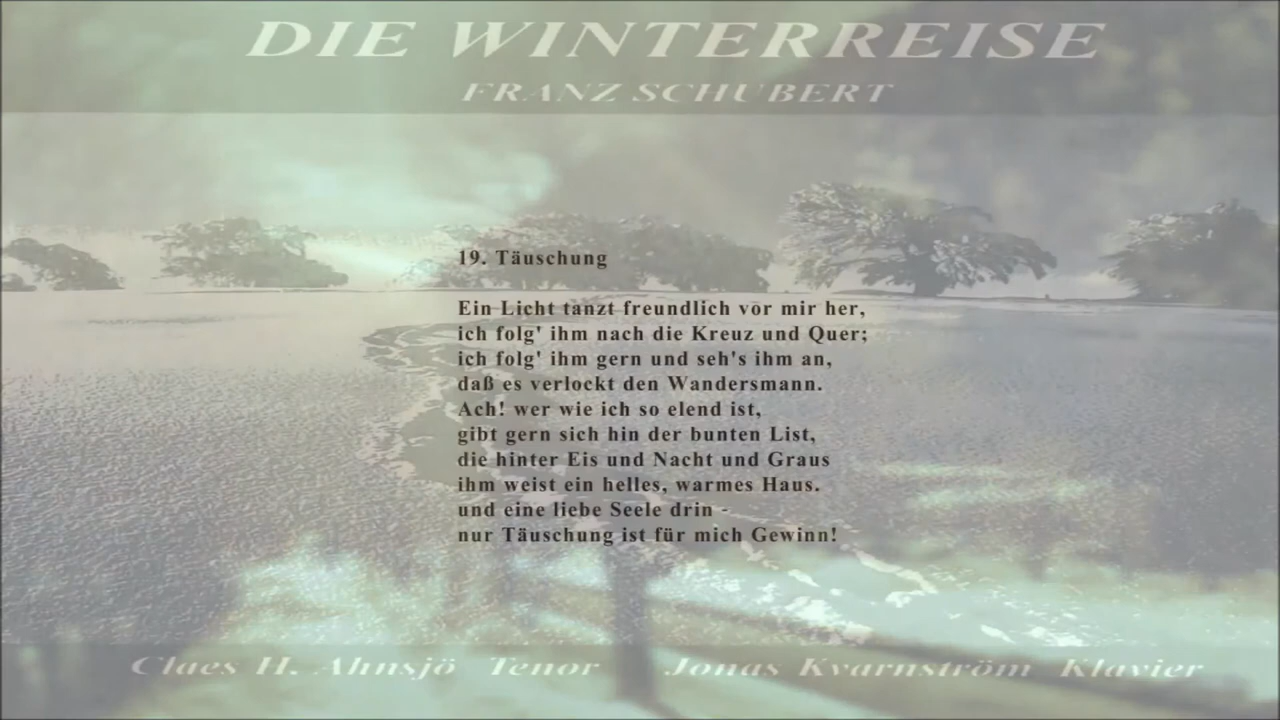 DIE WINTERREISE
FRANZ SCHUBERT
19. Täuschung
Ein Licht tanzt freundlich vor mir her,
ich folg' ihm nach die Kreuz und Quer;
ich folg' ihm gern und seh's ihm an,
daß es verlockt den Wandersmann.
Ach! wer wie ich so elend ist,
gibt gern sich hin der bunten List,
die hinter Eis und Nacht und Graus
ihm weist ein helles, warmes Haus.
und eine liebe Seele drin -
nur Täuschung ist für mich Gewinn!
Claes H. Ahnsjö Tenor Jonas Kvarnström Klavier